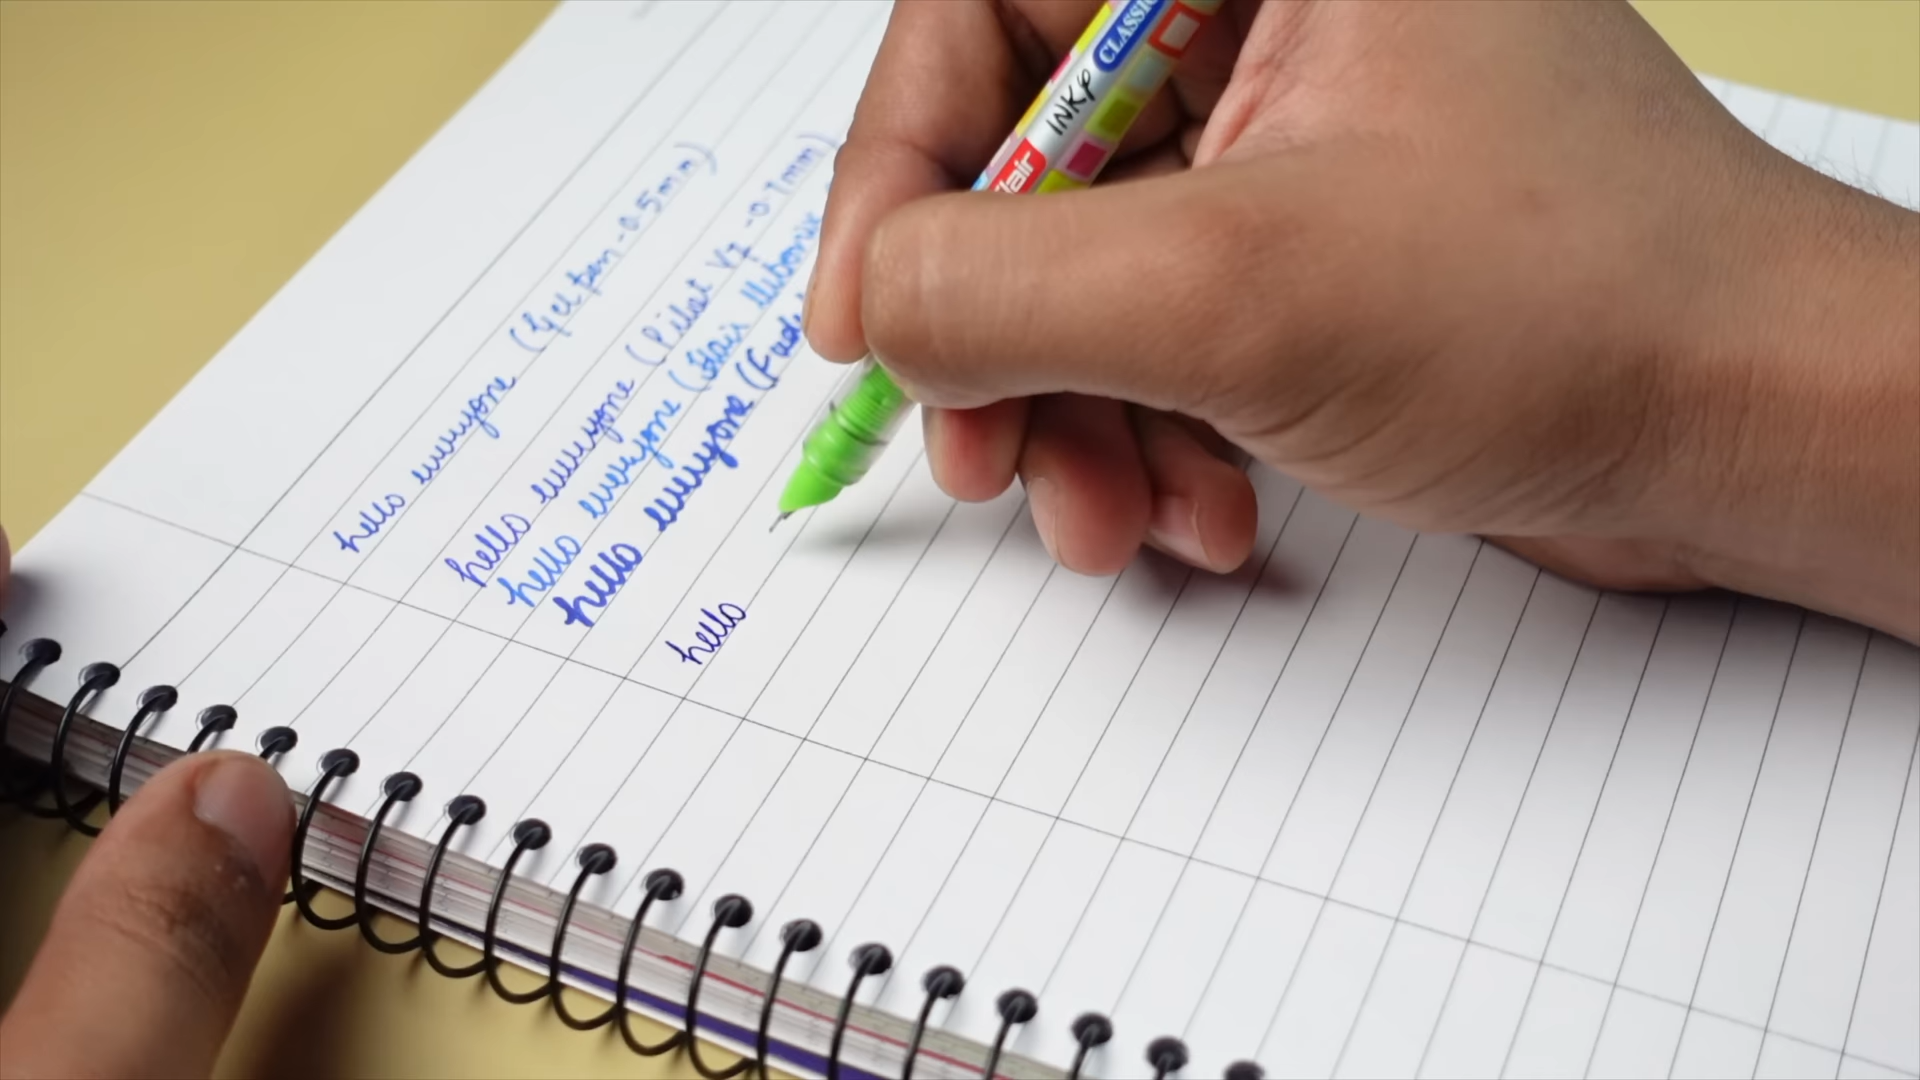 hello everyone (Gel pen - 0.5mm)
hello everyone (Pilot V7 - 0.7mm)
hello everyone (Flair
hello everyone
hello
CLASSIC
INKY
lair